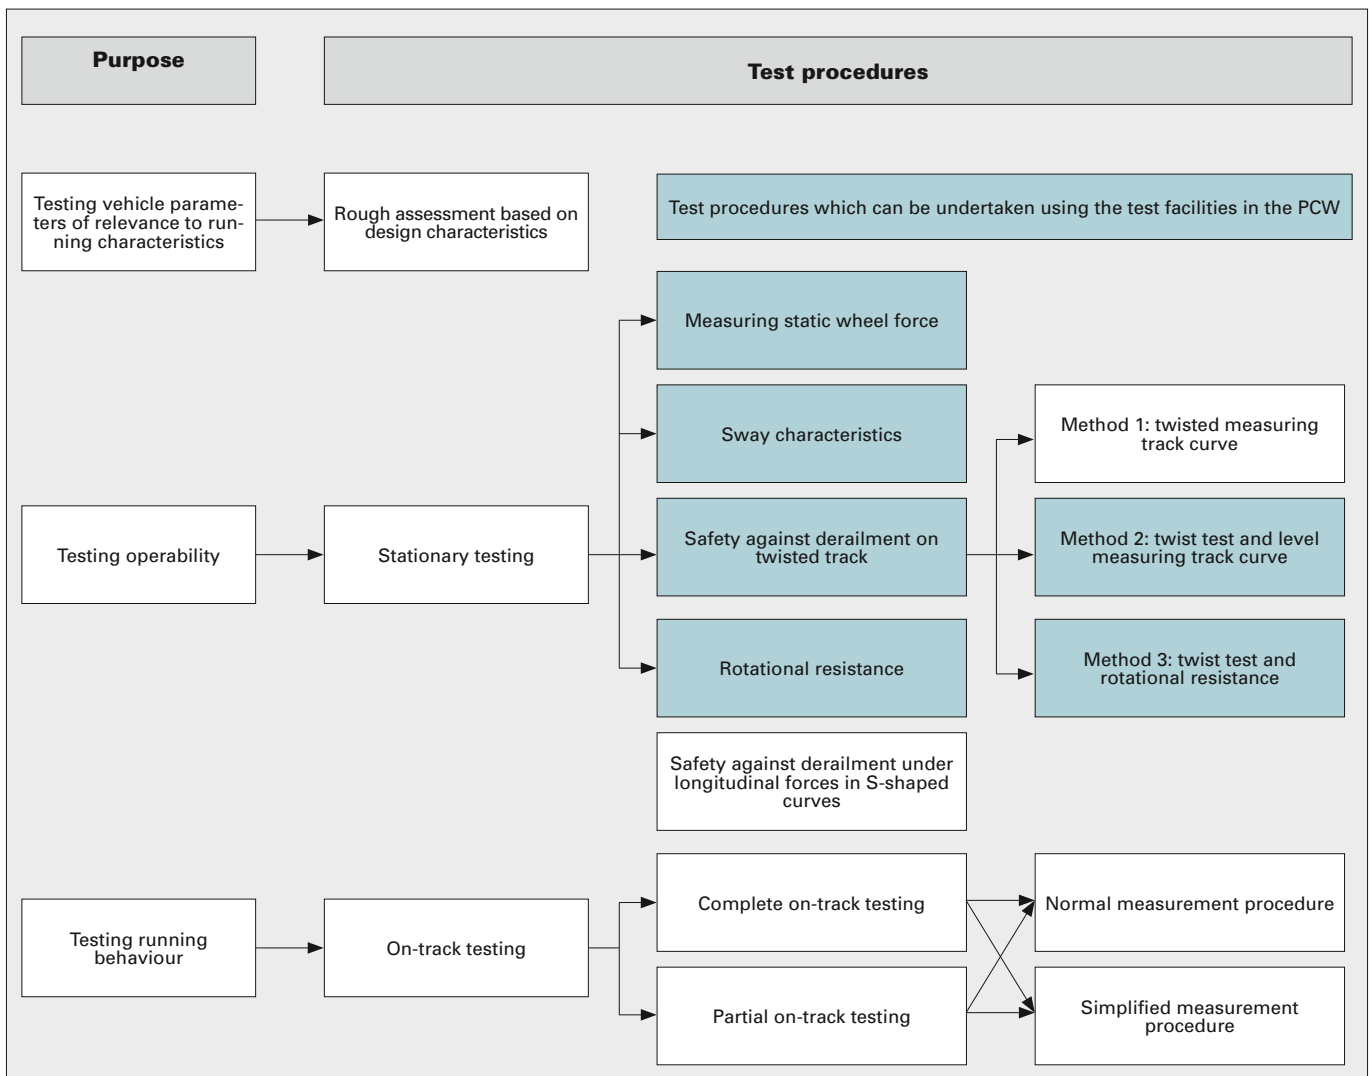 Purpose
Test procedures
Testing vehicle parame-
ters of relevance to run-
ning characteristics
Rough assessment based on
design characteristics
Test procedures which can be undertaken using the test facilities in the PCW
Measuring static wheel force
Sway characteristics
Method 1: twisted measuring
track curve
Testing operability
Stationary testing
Safety against derailment on
twisted track
Method 2: twist test and level
measuring track curve
Rotational resistance
Method 3: twist test and
rotational resistance
Safety against derailment under
longitudinal forces in S-shaped
curves
Testing running
behaviour
On-track testing
Complete on-track testing
Normal measurement procedure
Partial on-track testing
Simplified measurement
procedure